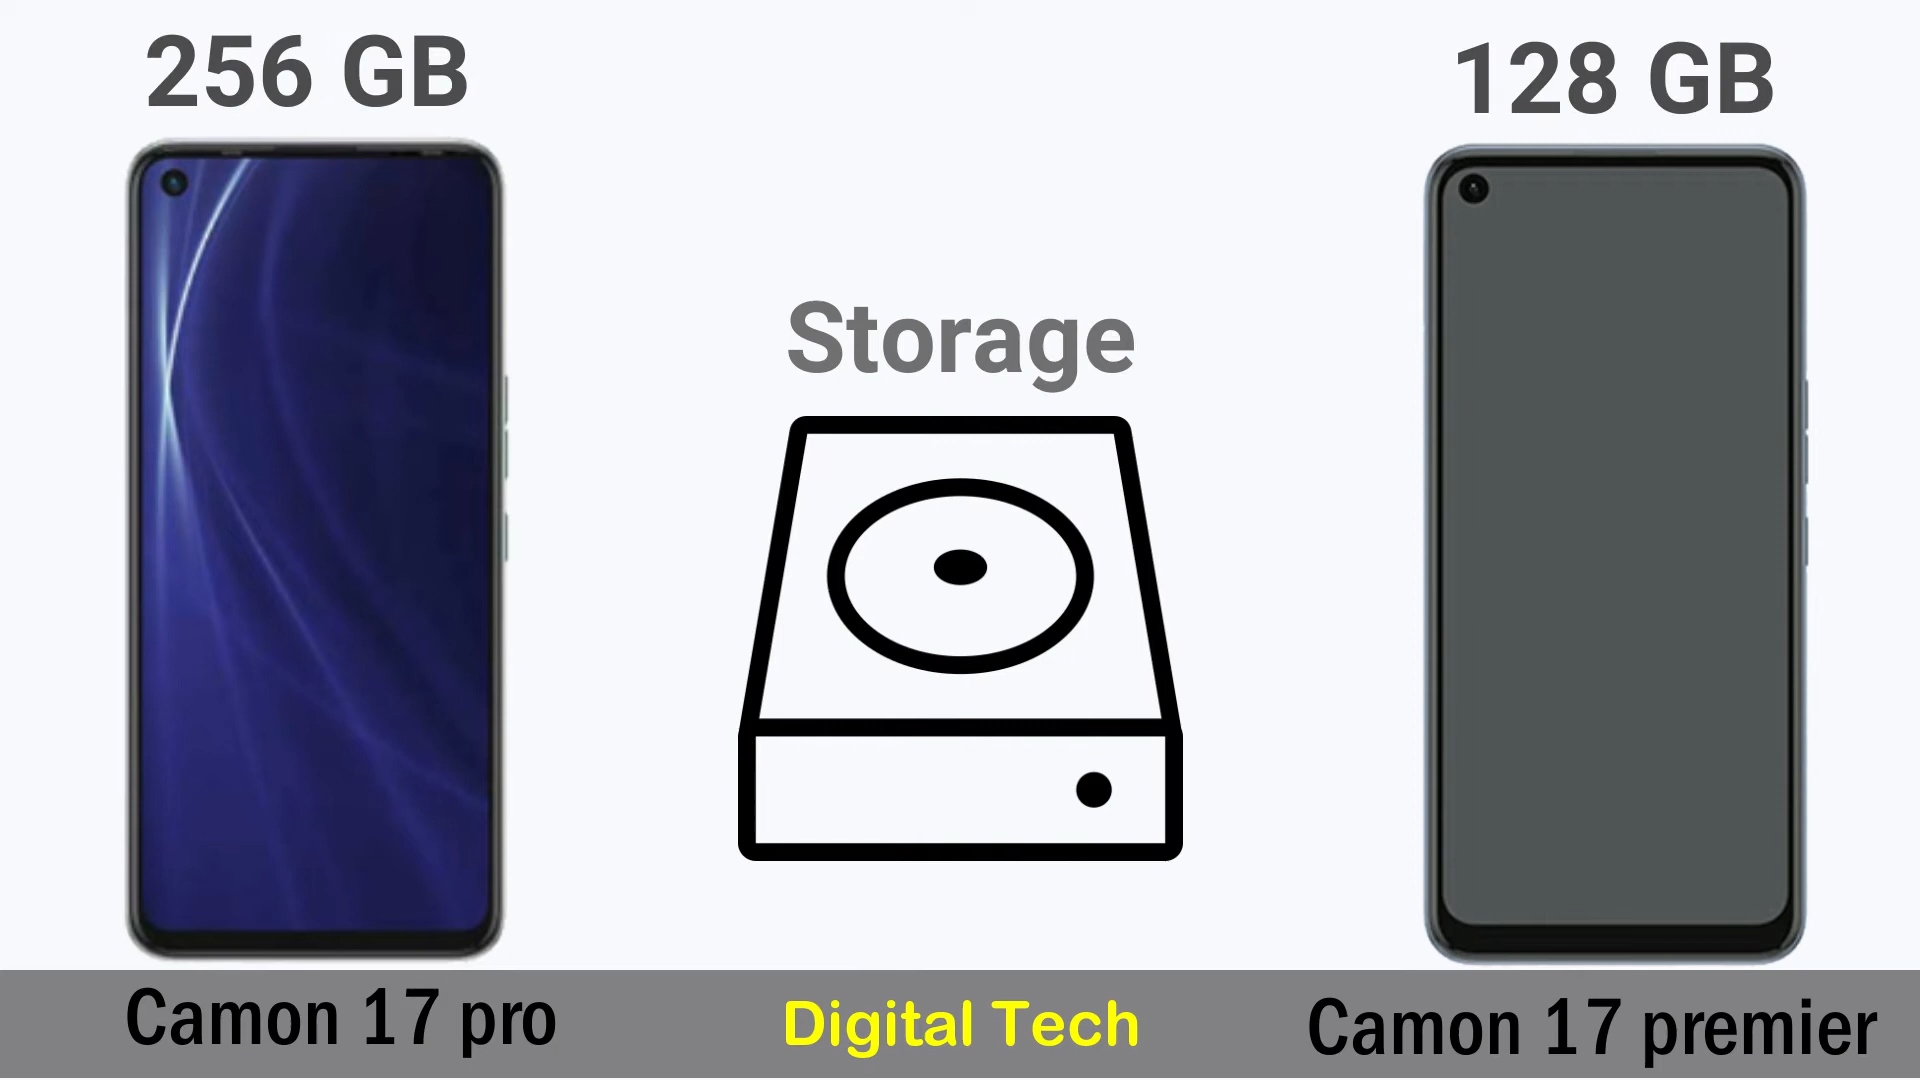 256 GB
128 GB
Storage
Camon 17 pro
Digital Tech
Camon 17 premier